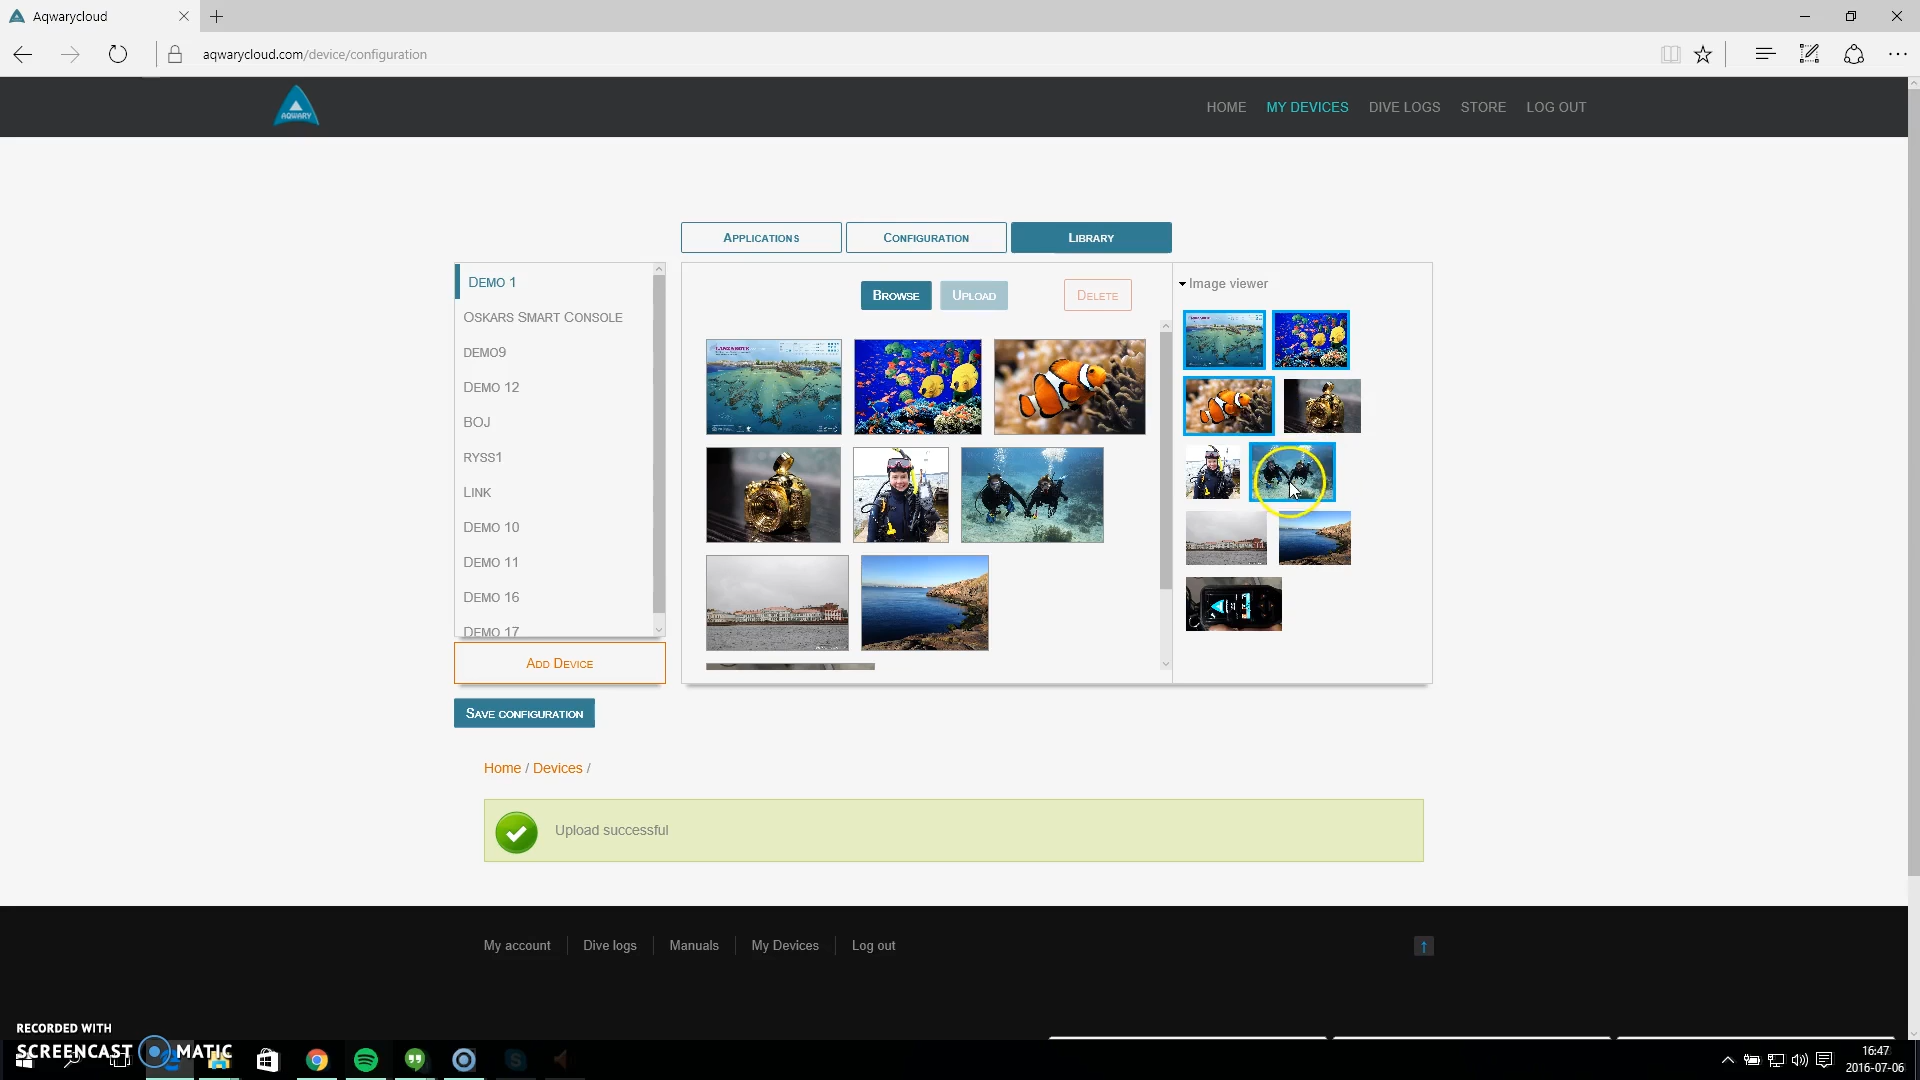 Aqwarycloud
aqwarycloud.com/device/configuration
AQWARY
HOME MY DEVICES DIVE LOGS STORE LOG OUT
APPLICATIONS CONFIGURATION LIBRARY
DEMO 1
OSKARS SMART CONSOLE
DEMO9
DEMO 12
BOJ
RYSS1
LINK
DEMO 10
DEMO 11
DEMO 16
DEMO 17
ADD DEVICE
BROWSE UPLOAD DELETE
Image viewer
SAVE CONFIGURATION
Home / Devices /
Upload successful
My account Dive logs Manuals My Devices Log out
RECORDED WITH
SCREENCAST MATIC
16:47
2016-07-06